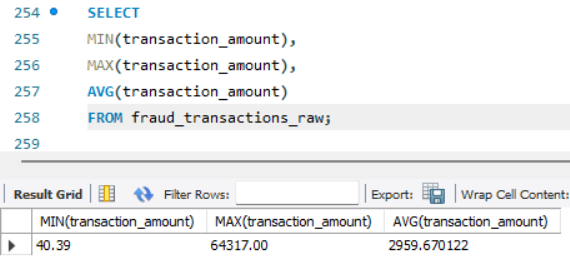 254 SELECT
255 MIN(transaction_amount),
256 MAX(transaction_amount),
257 AVG(transaction_amount)
258 FROM fraud_transactions_raw;
259
Result Grid Filter Rows: Export: Wrap Cell Content:
MIN(transaction_amount) MAX(transaction_amount) AVG(transaction_amount)
40.39 64317.00 2959.670122